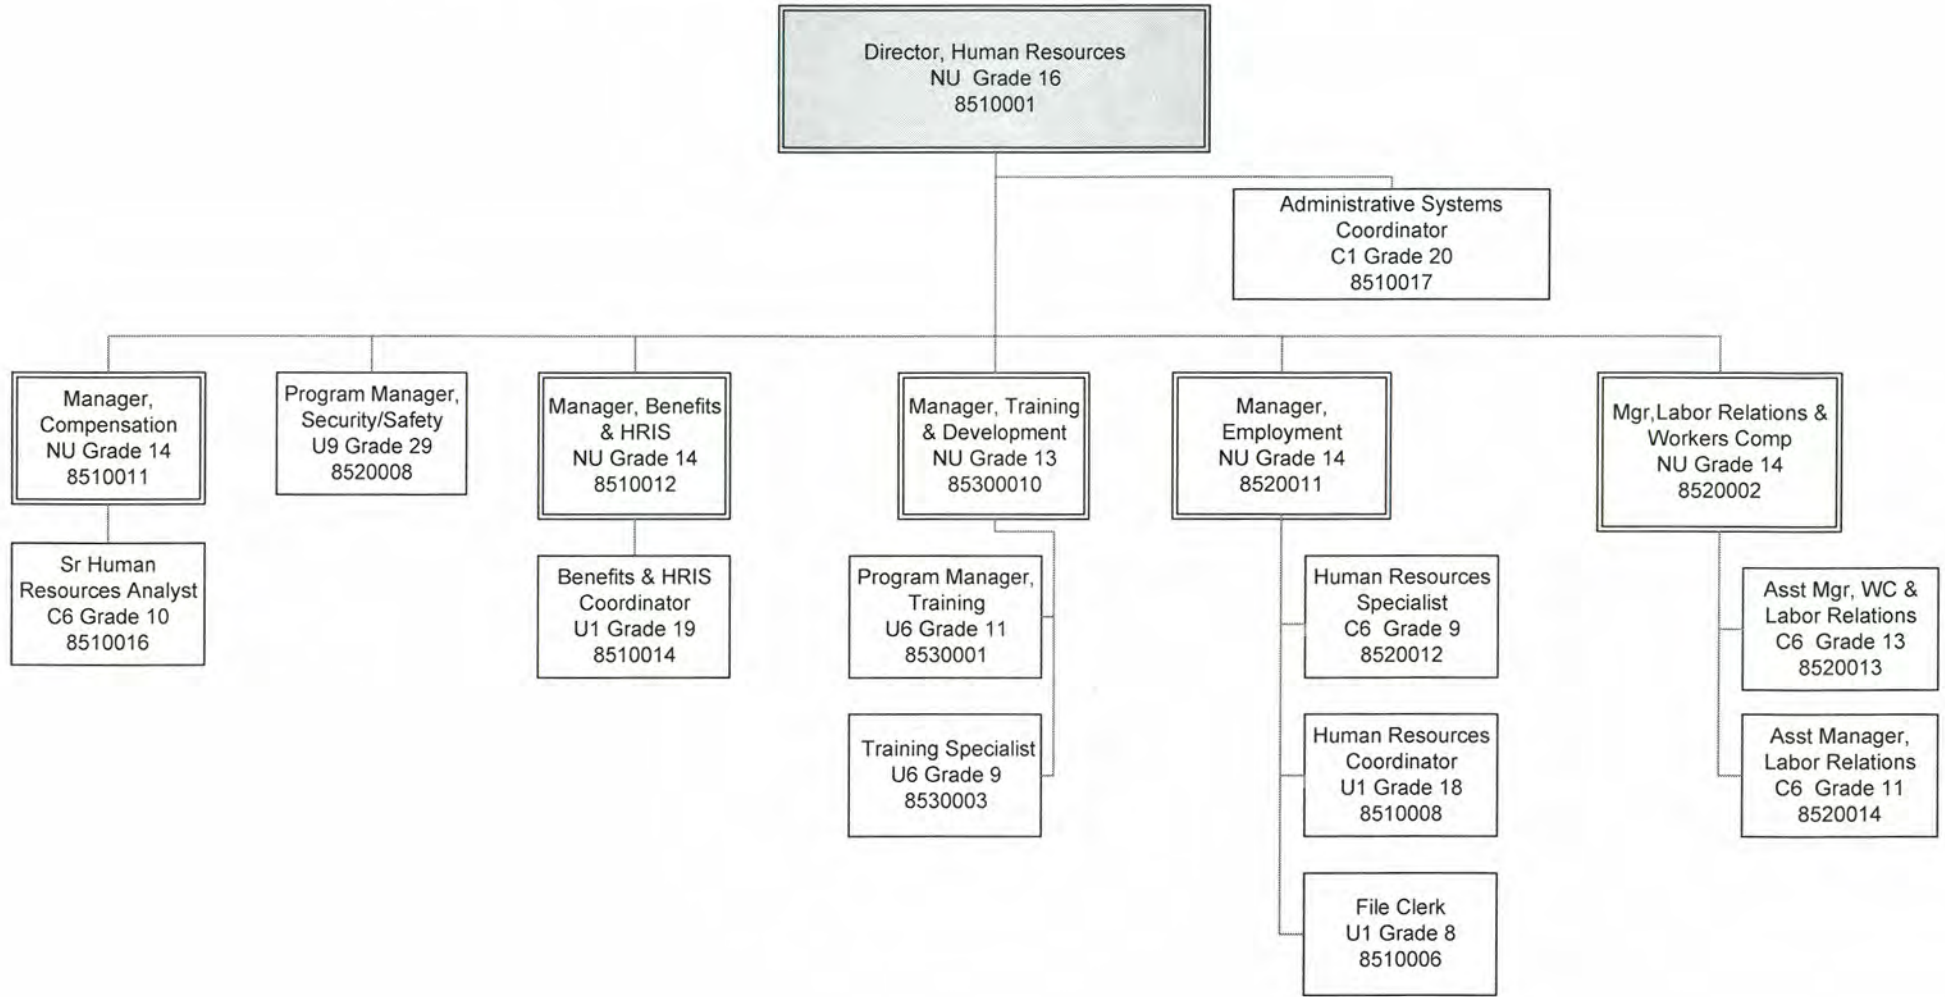 Director, Human Resources
NU Grade 16
8510001
Administrative Systems
Coordinator
C1 Grade 20
8510017
Manager,
Compensation
NU Grade 14
8510011
Program Manager,
Security/Safety
U9 Grade 29
8520008
Manager, Benefits
& HRIS
NU Grade 14
8510012
Manager, Training
& Development
NU Grade 13
85300010
Manager,
Employment
NU Grade 14
8520011
Mgr,Labor Relations &
Workers Comp
NU Grade 14
8520002
Sr Human
Resources Analyst
C6 Grade 10
8510016
Benefits & HRIS
Coordinator
U1 Grade 19
8510014
Program Manager,
Training
U6 Grade 11
8530001
Training Specialist
U6 Grade 9
8530003
Human Resources
Specialist
C6 Grade 9
8520012
Human Resources
Coordinator
U1 Grade 18
8510008
File Clerk
U1 Grade 8
8510006
Asst Mgr, WC &
Labor Relations
C6 Grade 13
8520013
Asst Manager,
Labor Relations
C6 Grade 11
8520014